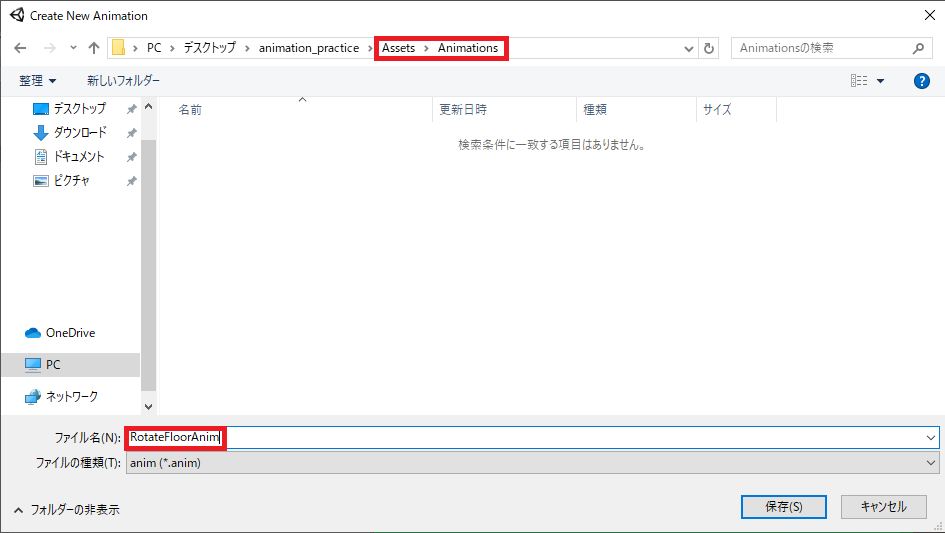 Create New Animation
PC › デスクトップ › animation_practice › Assets › Animations
Animationsの検索
整理 新しいフォルダー
名前 更新日時 種類 サイズ
デスクトップ
ダウンロード
ドキュメント
ピクチャ
検索条件に一致する項目はありません。
OneDrive
PC
ネットワーク
ファイル名(N): RotateFloorAnim
ファイルの種類(T): anim (*.anim)
フォルダーの非表示 保存(S) キャンセル